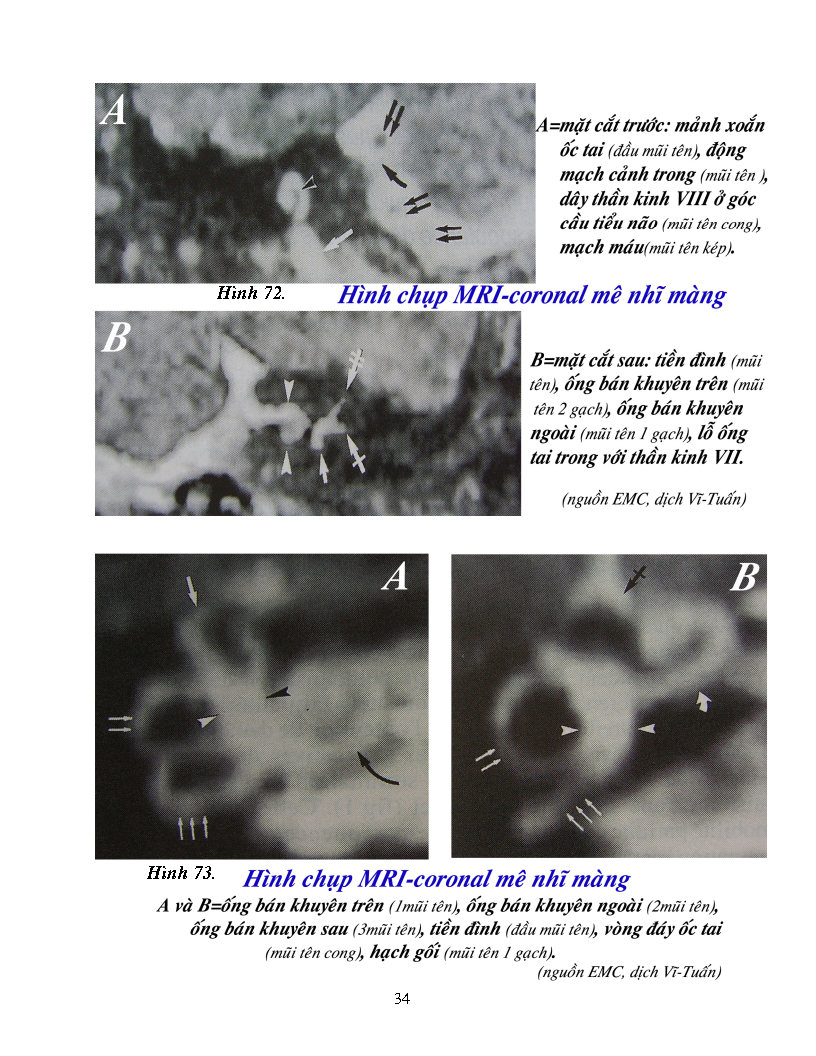 A
A=mặt cắt trước: mảnh xoắn
ốc tai (đầu mũi tên), động
mạch cảnh trong (mũi tên ),
dây thần kinh VIII ở góc
cầu tiểu não (mũi tên cong),
mạch máu(mũi tên kép).
Hình 72.
Hình chụp MRI-coronal mê nhĩ màng
B
B=mặt cắt sau: tiền đình (mũi
tên), ống bán khuyên trên (mũi
tên 2 gạch), ống bán khuyên
ngoài (mũi tên 1 gạch), lỗ ống
tai trong với thần kinh VII.
(nguồn EMC, dịch Vĩ-Tuấn)
A
B
Hình 73.
Hình chụp MRI-coronal mê nhĩ màng
A và B=ống bán khuyên trên (1mũi tên), ống bán khuyên ngoài (2mũi tên),
ống bán khuyên sau (3mũi tên), tiền đình (đầu mũi tên), vòng đáy ốc tai
(mũi tên cong), hạch gối (mũi tên 1 gạch).
(nguồn EMC, dịch Vĩ-Tuấn)
34